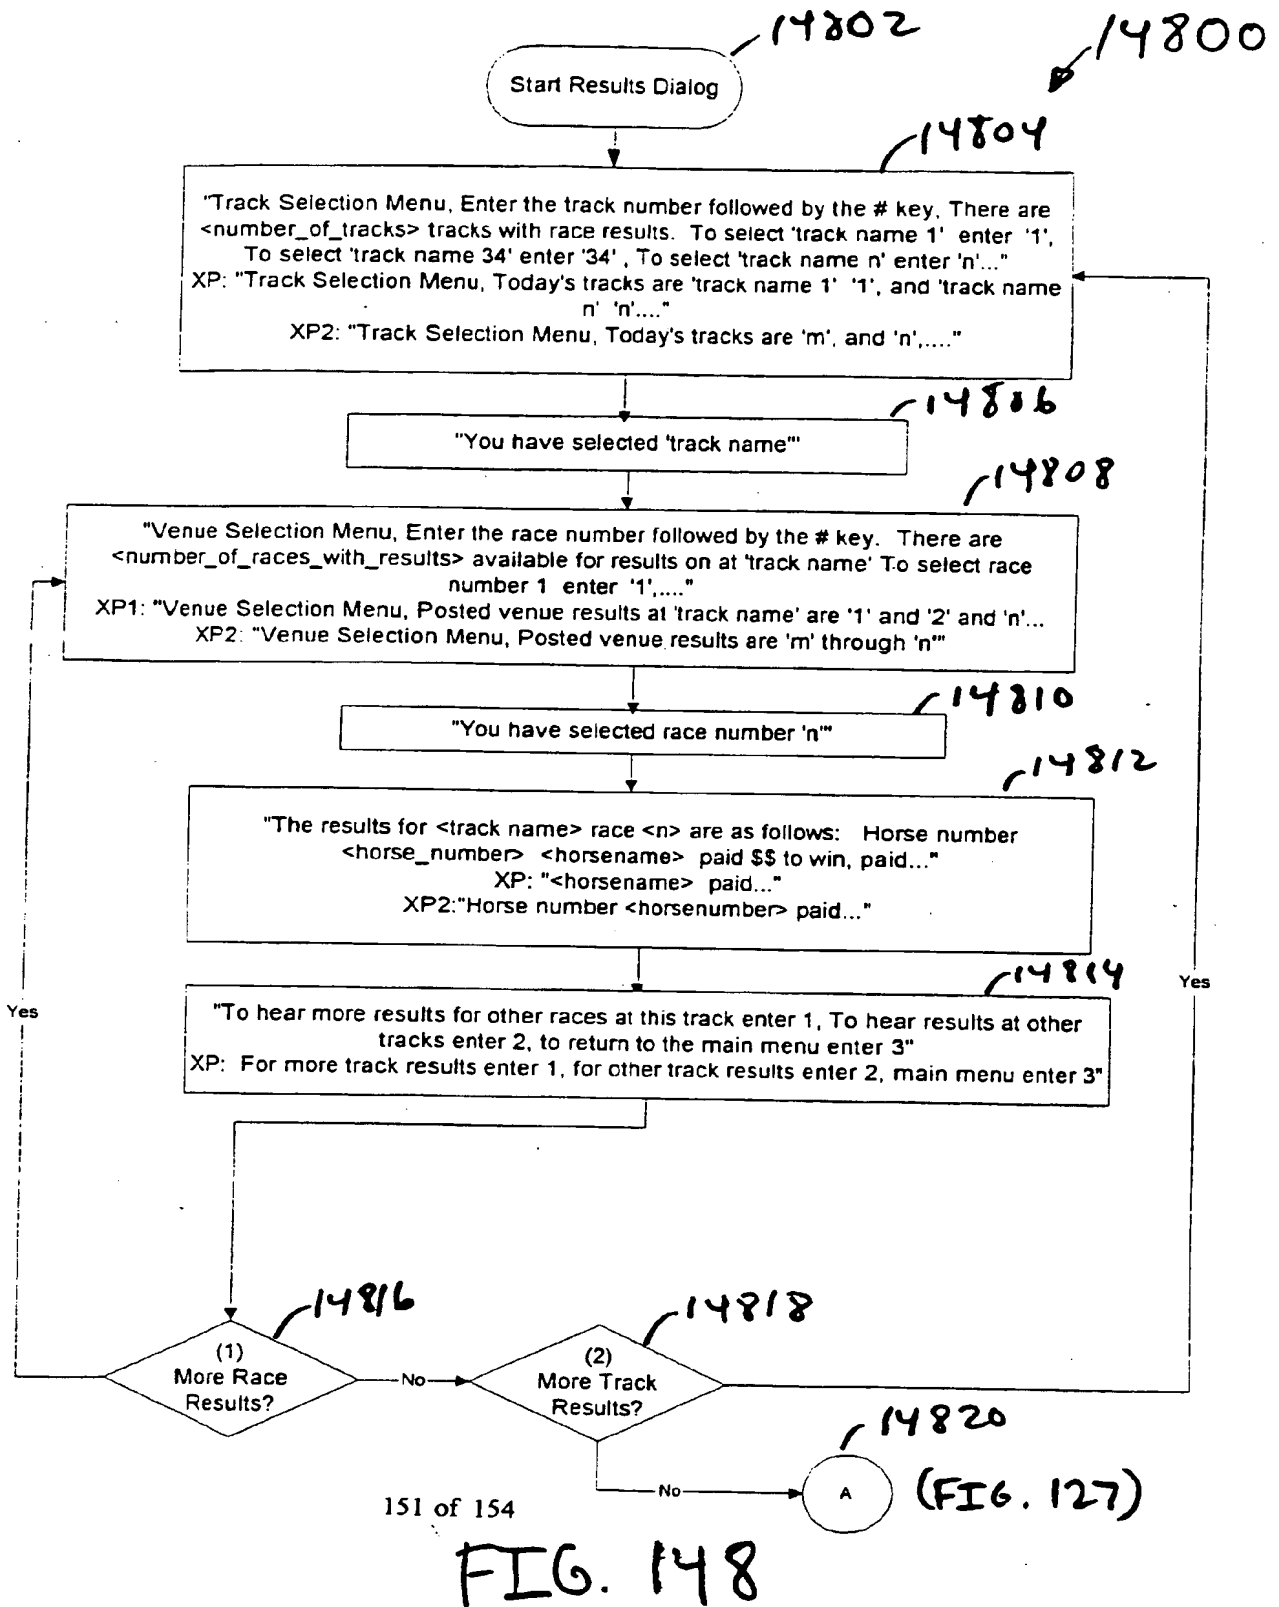 14802
14800
Start Results Dialog
14804
"Track Selection Menu, Enter the track number followed by the # key, There are
<number_of_tracks> tracks with race results. To select 'track name 1' enter '1',
To select 'track name 34' enter '34' , To select 'track name n' enter 'n'..."
XP: "Track Selection Menu, Today's tracks are 'track name 1' '1', and 'track name
n' 'n'...."
XP2: "Track Selection Menu, Today's tracks are 'm', and 'n',...."
14806
"You have selected 'track name'"
14808
"Venue Selection Menu, Enter the race number followed by the # key. There are
<number_of_races_with_results> available for results on at 'track name' To select race
number 1 enter '1',...."
XP1: "Venue Selection Menu, Posted venue results at 'track name' are '1' and '2' and 'n'...
XP2: "Venue Selection Menu, Posted venue results are 'm' through 'n'"
14810
"You have selected race number 'n'"
14812
"The results for <track name> race <n> are as follows: Horse number
<horse_number> <horsename> paid $$ to win, paid..."
XP: "<horsename> paid..."
XP2:"Horse number <horsenumber> paid..."
14814
Yes
Yes
"To hear more results for other races at this track enter 1, To hear results at other
tracks enter 2, to return to the main menu enter 3"
XP: For more track results enter 1, for other track results enter 2, main menu enter 3"
14816
14818
(1)
More Race
Results?
No
(2)
More Track
Results?
14820
No
A
(FIG. 127)
151 of 154
FIG. 148